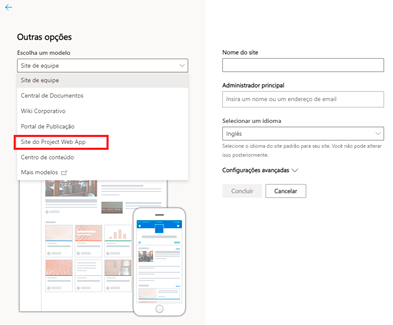 Outras opções
Escolha um modelo
Site de equipe
Site de equipe
Central de Documentos
Wiki Corporativo
Portal de Publicação
Site do Project Web App
Centro de conteúdo
Mais modelos
Nome do site
Administrador principal
Insira um nome ou um endereço de email
Selecionar um idioma
Inglês
Selecione o idioma do site padrão para seu site. Você não pode alterar
isso posteriormente.
Configurações avançadas
Concluir
Cancelar